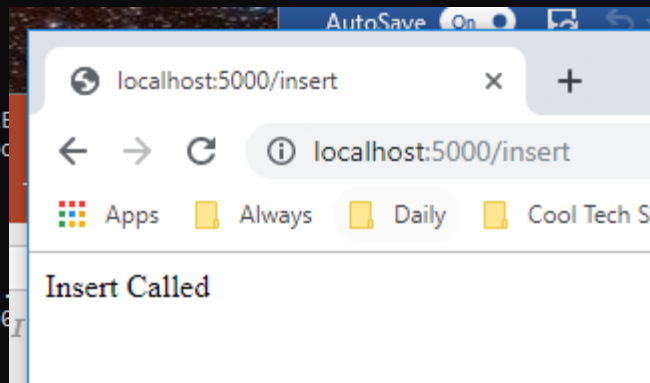 AutoSave On
localhost:5000/insert
localhost:5000/insert
Apps Always Daily Cool Tech S
Insert Called